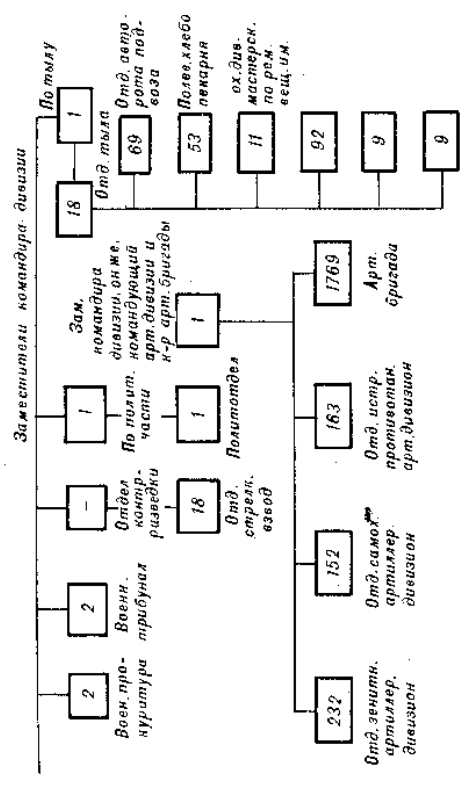 Заместители командира дивизии
2
Воен. про-
куратура
2
Военн.
трибунал
–
Отдел
контр-
разведки
18
Отд.
стрелк.
взвод
1
По полит.
части
1
Политотдел
Зам.
командира
дивизии, он же,
командующий
арт. дивизии и
к-р арт. бригады
1
232
Отд. зенитн.
артиллер.
дивизион
152
Отд. самох.
артиллер.
дивизион
163
Отд. истр.
противотан.
арт. дивизион
1769
Арт.
бригада
По тылу
1
18
Отд. тыла
Отд. авто-
рота под-
воза
69
Полев. хлебо
пекарня
53
ох. див.
мастерск.
по рем.
вещ. им.
11
92
9
9